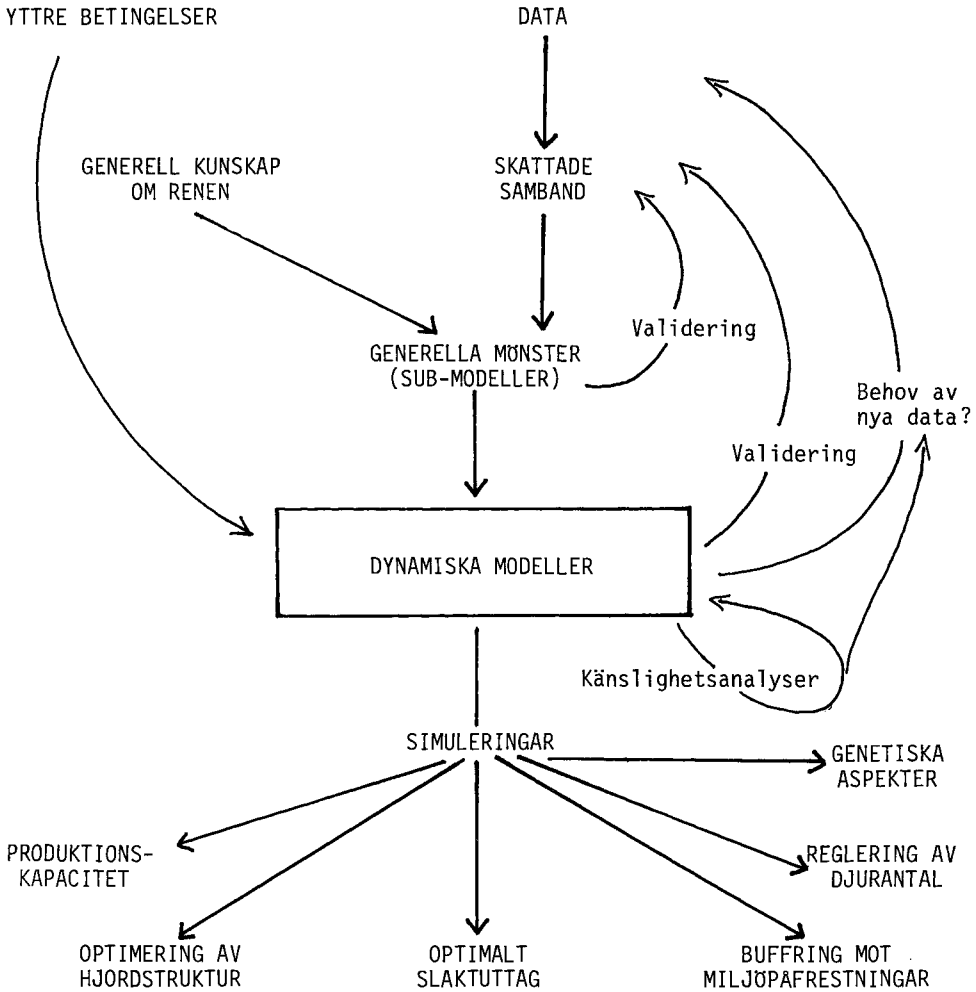 YTTRE BETINGELSER
DATA
GENERELL KUNSKAP
OM RENEN
SKATTADE
SAMBAND
Validering
GENERELLA MÖNSTER
(SUB-MODELLER)
Behov av
nya data?
Validering
DYNAMISKA MODELLER
Känslighetsanalyser
SIMULERINGAR
GENETISKA
ASPEKTER
PRODUKTIONS-
KAPACITET
REGLERING AV
DJURANTAL
OPTIMERING AV
HJORDSTRUKTUR
OPTIMALT
SLAKTUTTAG
BUFFRING MOT
MILJÖPÅFRESTNINGAR